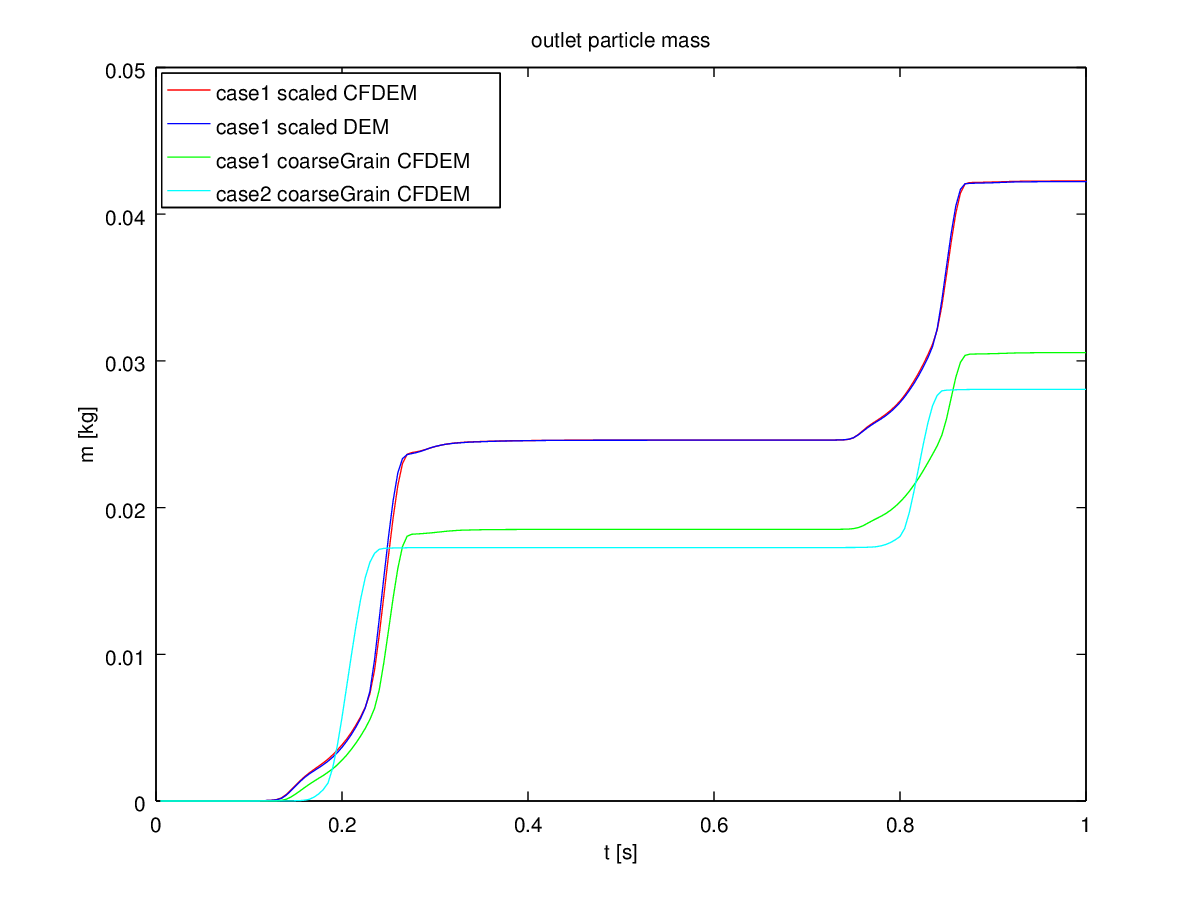 outlet particle mass
0.05
case1 scaled CFDEM
case1 scaled DEM
case1 coarseGrain CFDEM
case2 coarseGrain CFDEM
0.04
0.03
m [kg]
0.02
0.01
0
0 0.2 0.4 0.6 0.8 1
t [s]